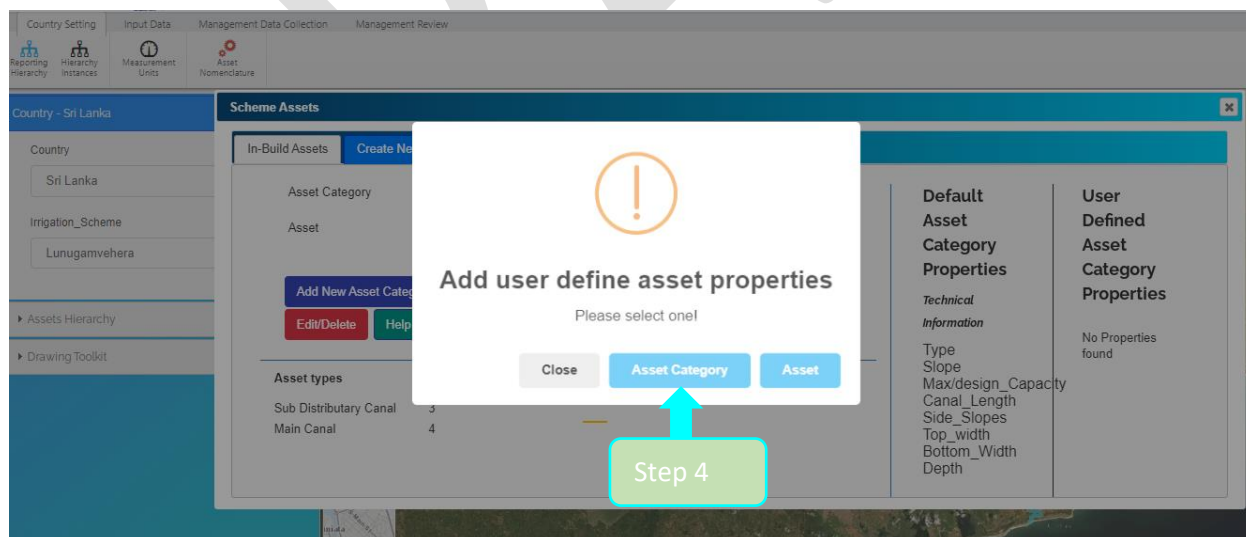 Country Setting Input Data Management Data Collection Management Review
Reporting Hierarchy
Hierarchy Instances
Measurement Units
Asset Nomenclature
Country - Sri Lanka
Country
Sri Lanka
Irrigation_Scheme
Lunugamvehera
Assets Hierarchy
Drawing Toolkit
Scheme Assets
In-Build Assets Create Ne
Asset Category
Asset
Add New Asset Categ
Edit/Delete Help
Asset types
Sub Distributary Canal 3
Main Canal 4
Add user define asset properties
Please select one!
Close Asset Category Asset
Step 4
Default
Asset
Category
Properties
Technical
Information
Type
Slope
Max/design_Capacity
Canal_Length
Side_Slopes
Top_width
Bottom_Width
Depth
User
Defined
Asset
Category
Properties
No Properties
found